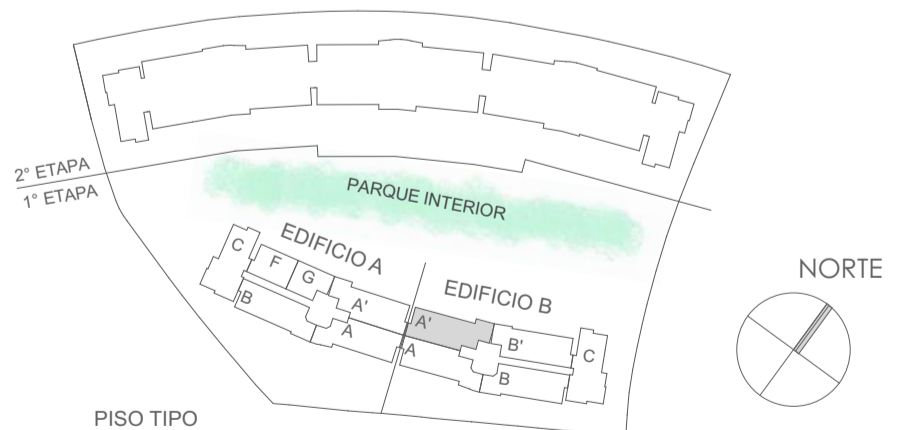 2° ETAPA
1° ETAPA
PARQUE INTERIOR
EDIFICIO A
C
F
G
A'
B
A
EDIFICIO B
A'
B'
C
A
B
NORTE
PISO TIPO